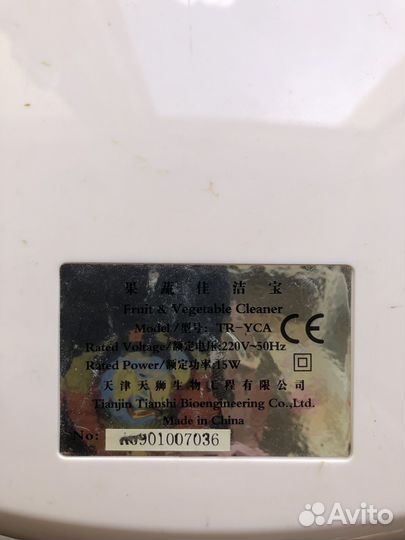 果 蔬 佳 洁 宝
Fruit & Vegetable Cleaner
Model/型号: TR-YCA
CE
Rated Voltage/额定电压:220V~50Hz
Rated Power/额定功率:15W
天津天狮生物工程有限公司
Tianjin Tianshi Bioengineering Co.,Ltd.
Made in China
No: 0901007036
Avito